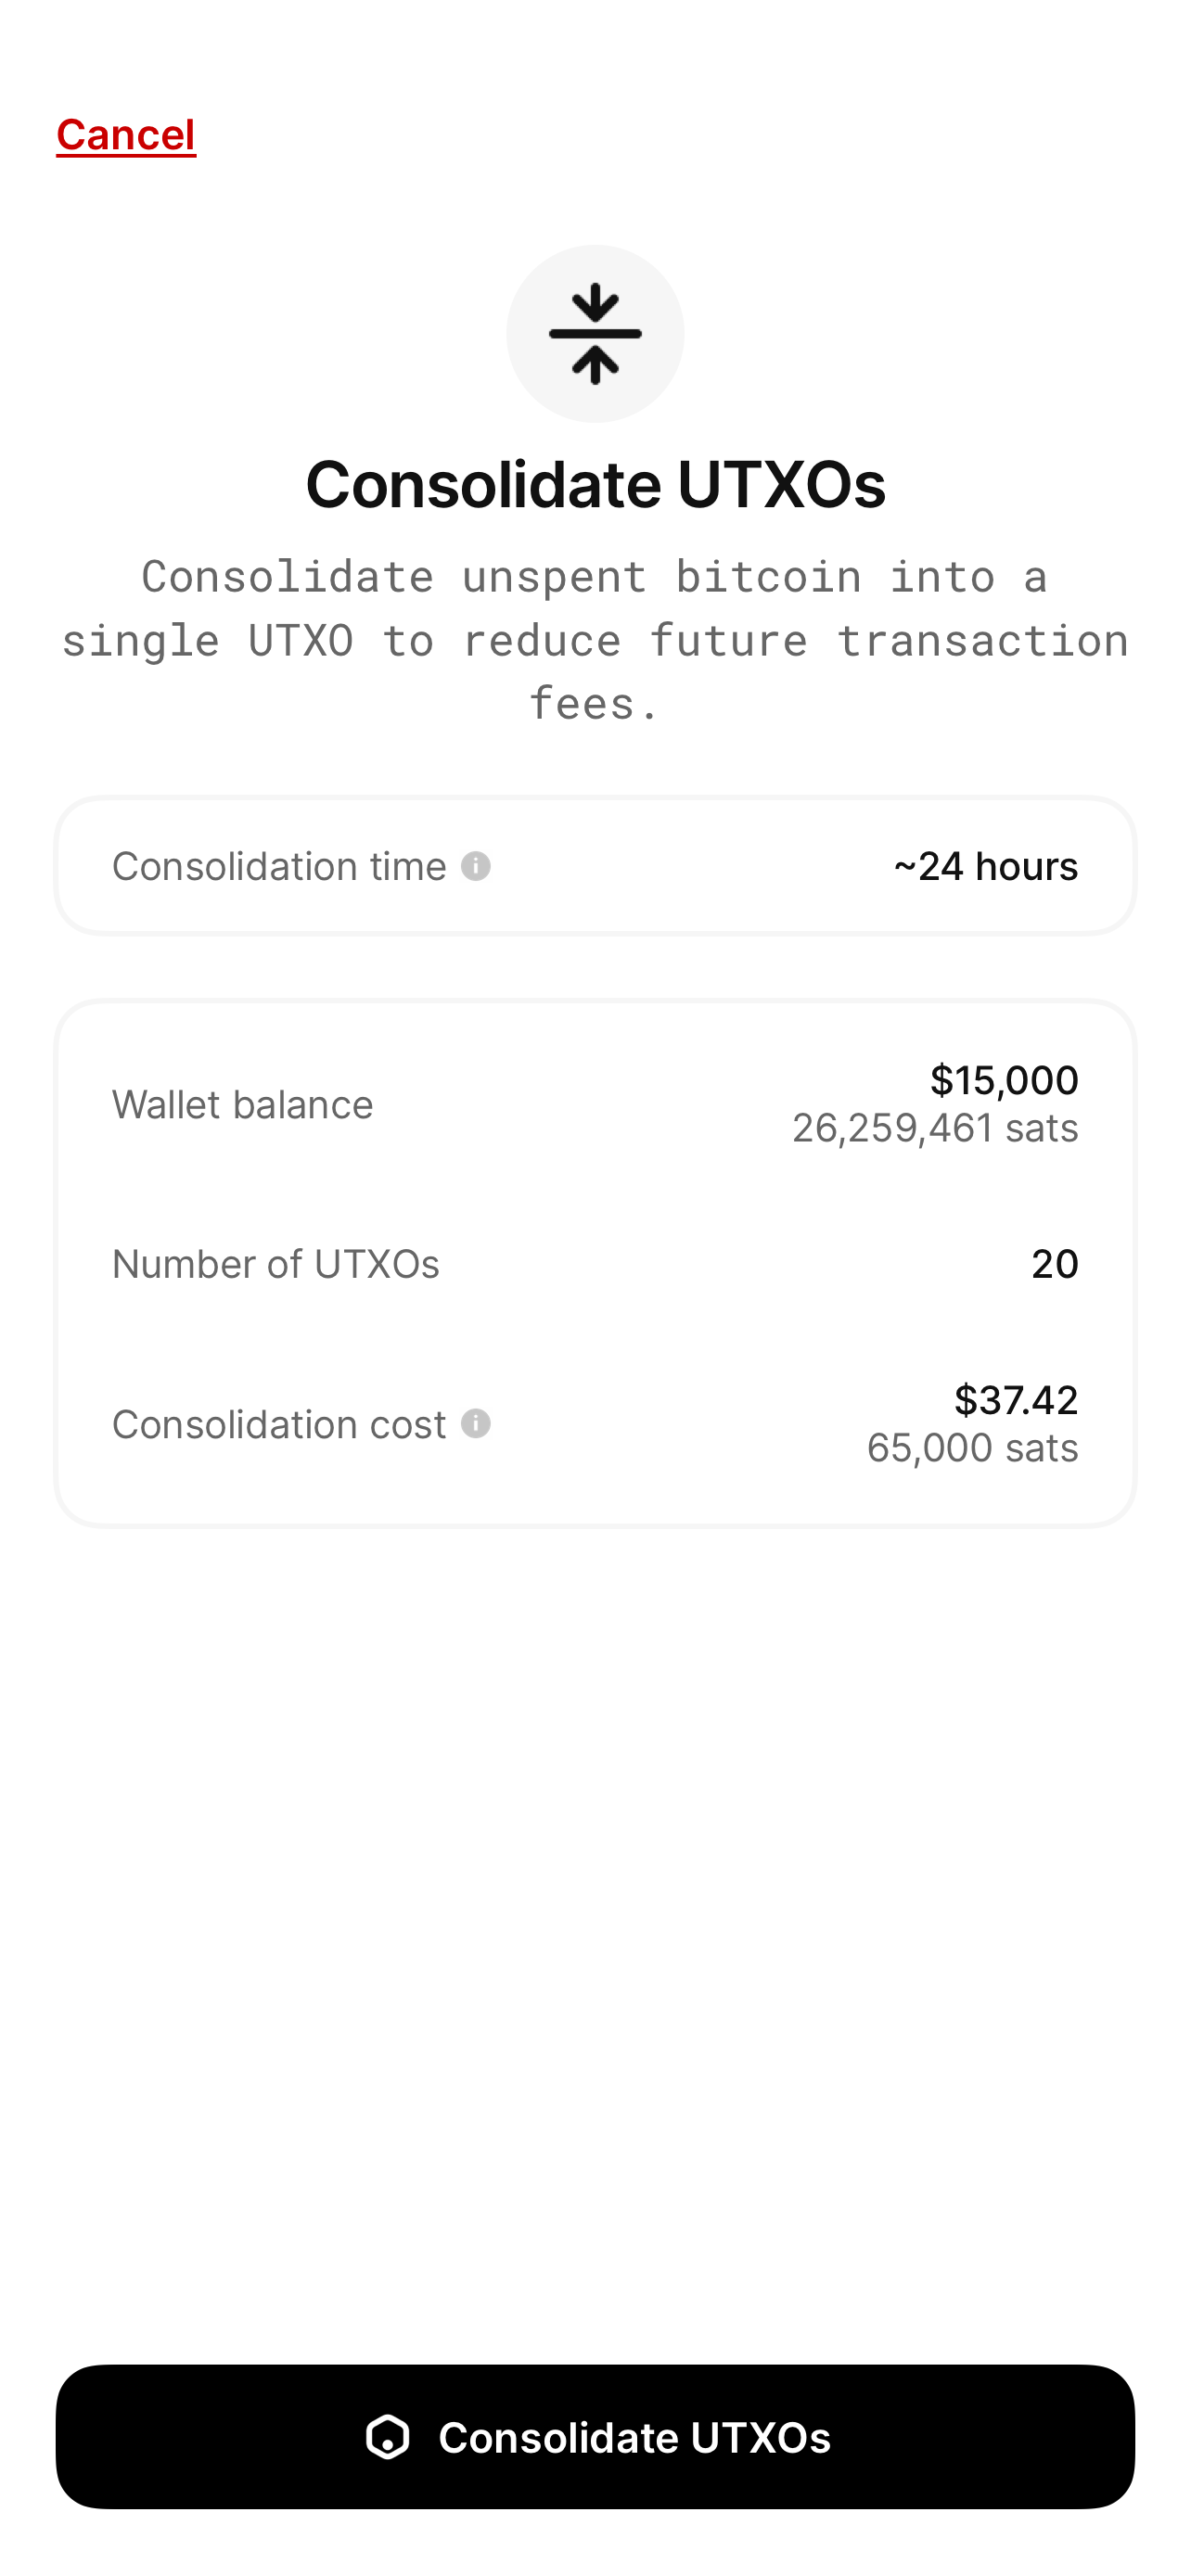 Cancel
Consolidate UTXOs
Consolidate unspent bitcoin into a
single UTXO to reduce future transaction
fees.
Consolidation time
~24 hours
Wallet balance
$15,000
26,259,461 sats
Number of UTXOs
20
Consolidation cost
$37.42
65,000 sats
Consolidate UTXOs